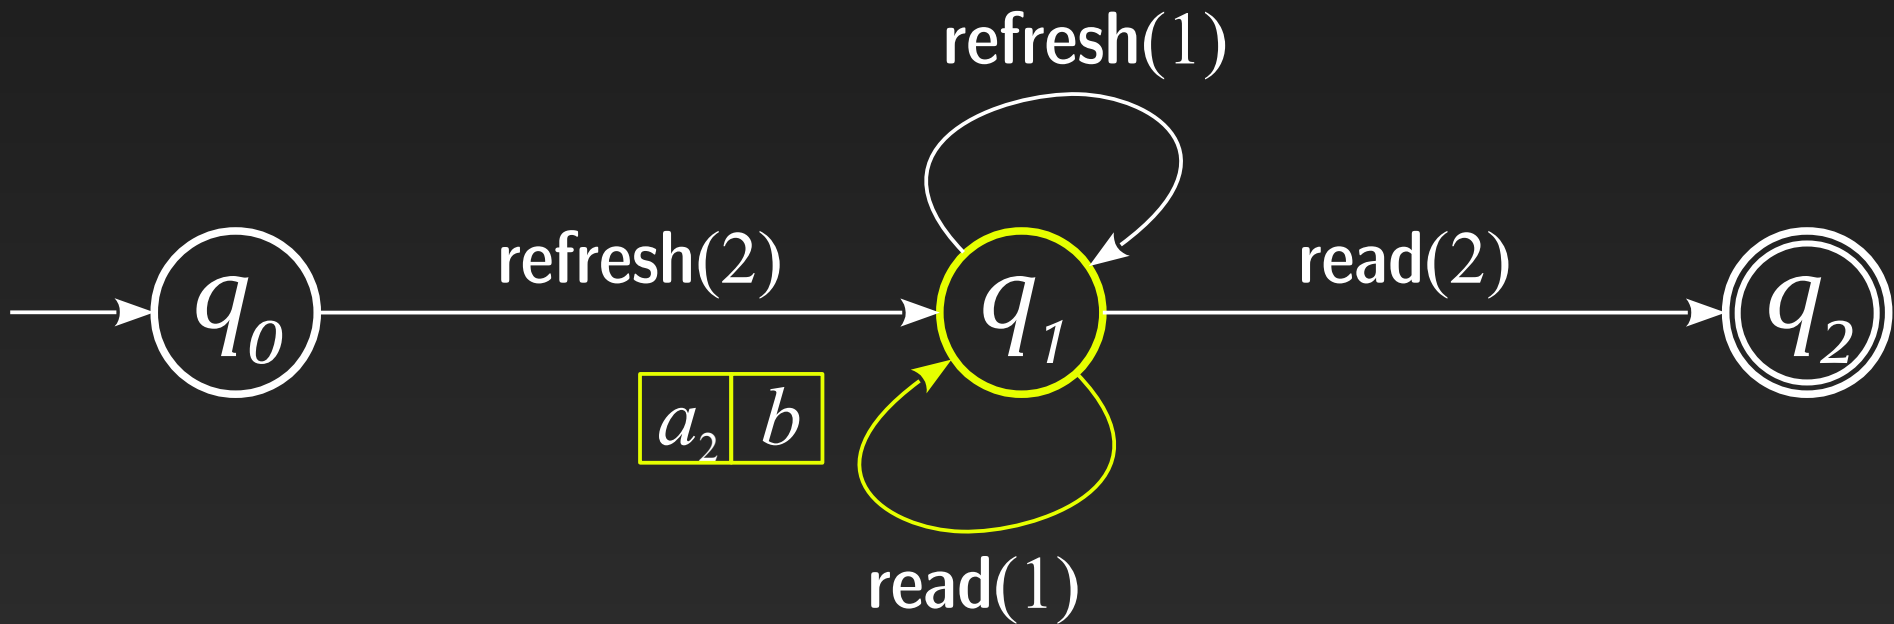 refresh(1)
refresh(2)
read(2)
q₀
q₁
q₂
a₂ b
read(1)